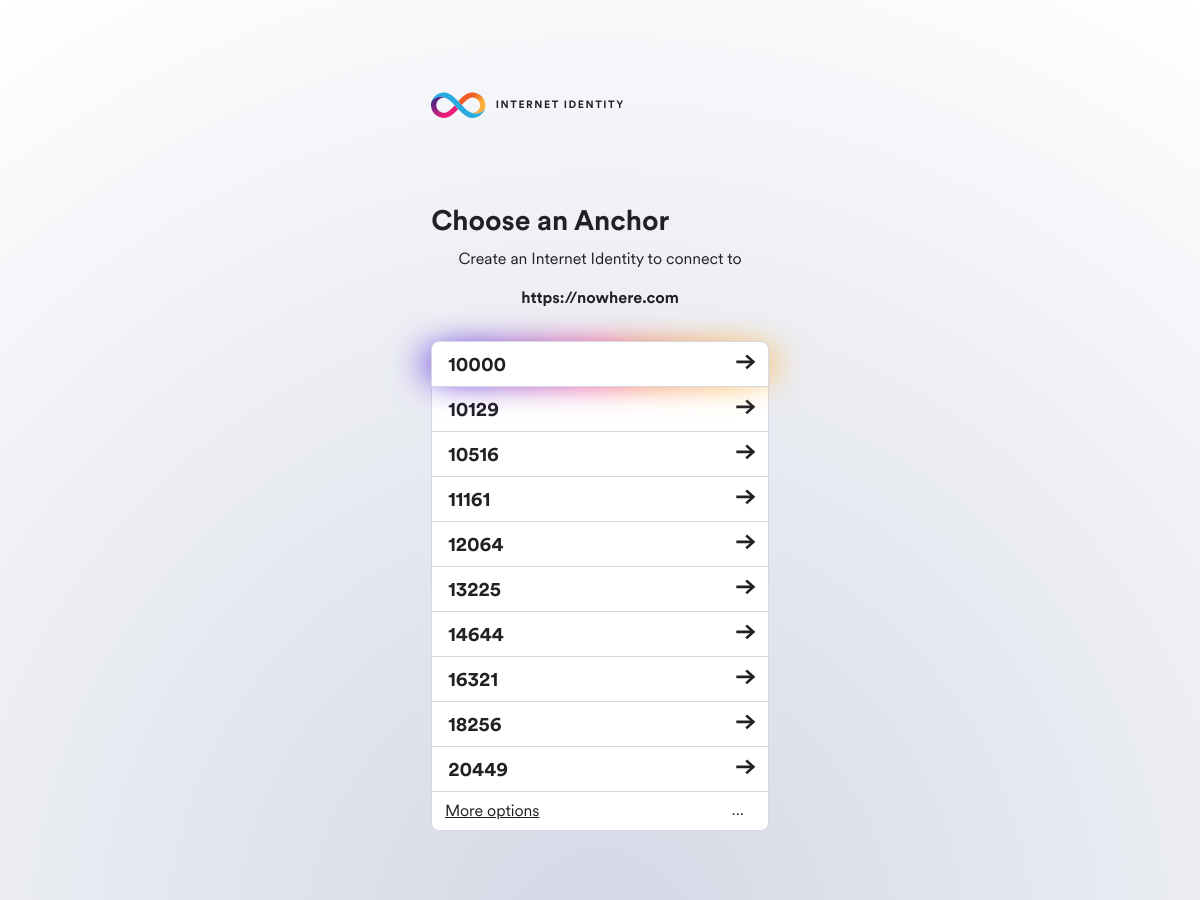 INTERNET IDENTITY
Choose an Anchor
Create an Internet Identity to connect to
https://nowhere.com
10000
10129
10516
11161
12064
13225
14644
16321
18256
20449
More options ...